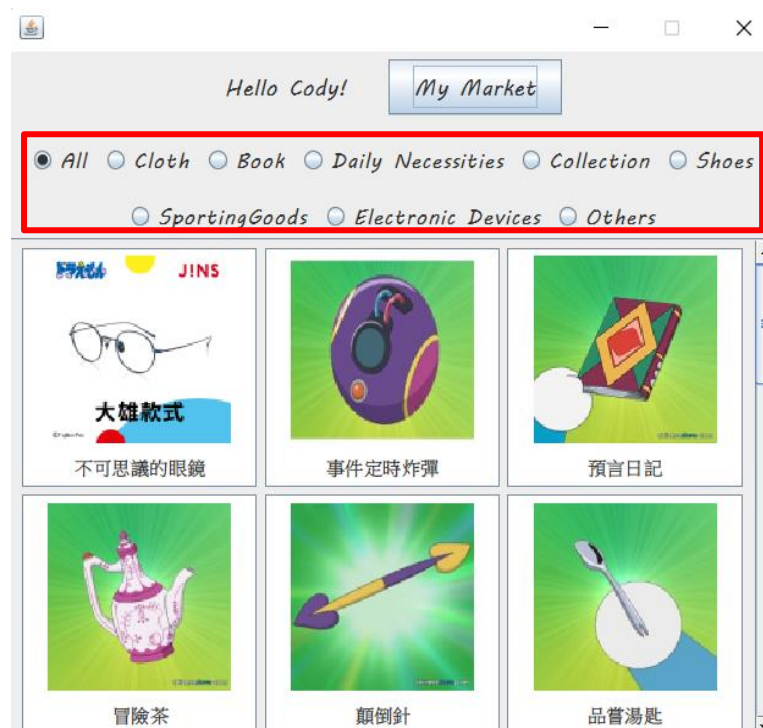 Hello Cody!
My Market
All Cloth Book Daily Necessities Collection Shoes
SportingGoods Electronic Devices Others
ドラえもん JINS
大雄款式
不可思議的眼鏡
事件定時炸彈
預言日記
冒險茶
顛倒針
品嘗湯匙